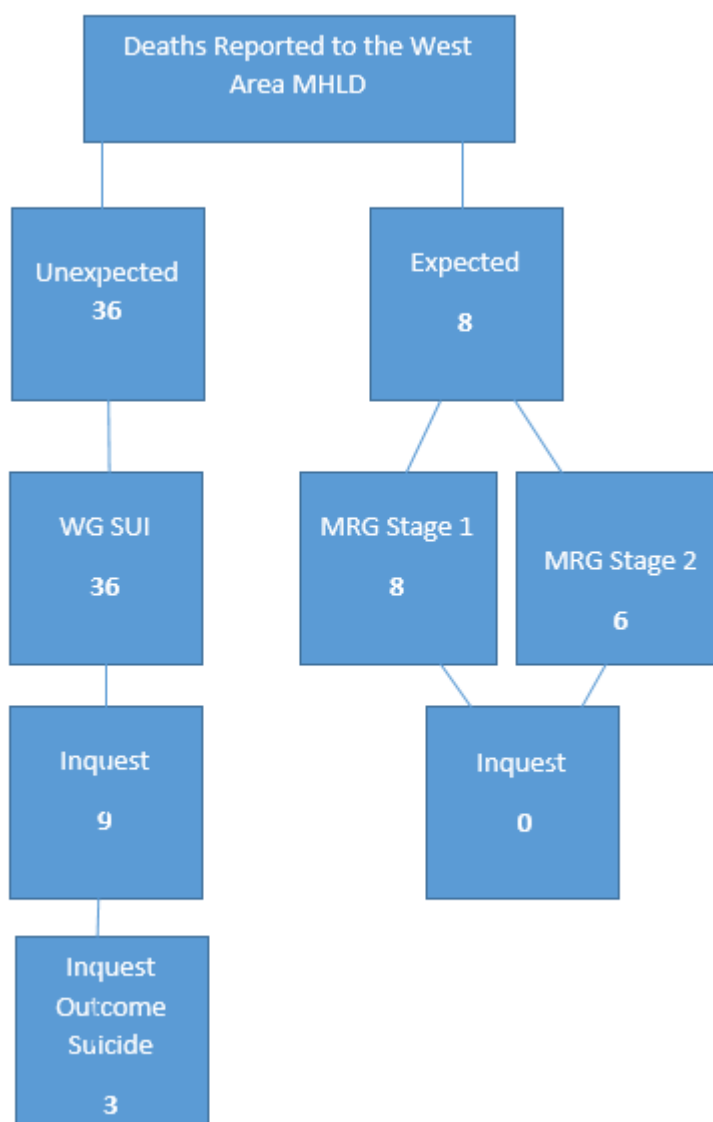 Deaths Reported to the West
Area MHLD
Unexpected
36
Expected
8
WG SUI
36
MRG Stage 1
8
MRG Stage 2
6
Inquest
9
Inquest
0
Inquest
Outcome
Suicide
3